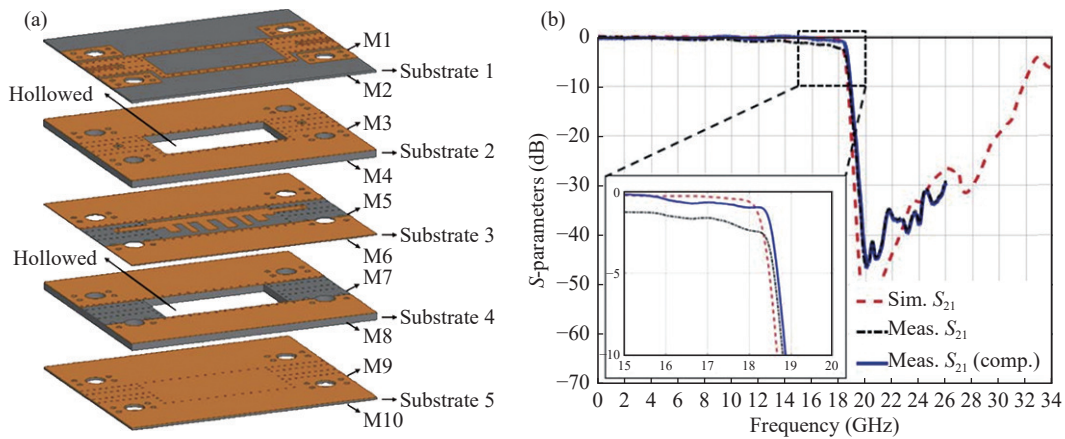 (a)
M1
Substrate 1
M2
Hollowed
M3
Substrate 2
M4
M5
Substrate 3
M6
Hollowed
M7
Substrate 4
M8
M9
Substrate 5
M10
(b)
0
−10
−20
−30
−40
−50
−60
−70
S-parameters (dB)
0
−5
−10
15 16 17 18 19 20
Sim. S21
Meas. S21
Meas. S21 (comp.)
0 2 4 6 8 10 12 14 16 18 20 22 24 26 28 30 32 34
Frequency (GHz)